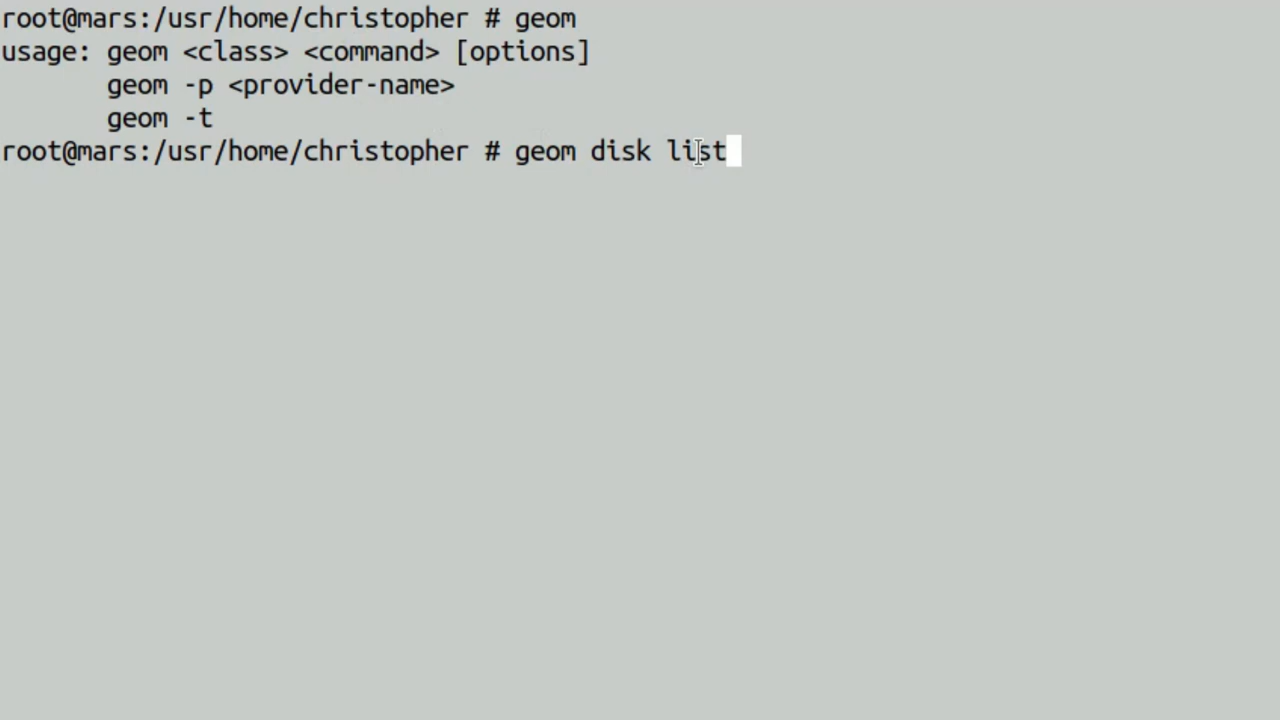 root@mars:/usr/home/christopher # geom
usage: geom <class> <command> [options]
       geom -p <provider-name>
       geom -t
root@mars:/usr/home/christopher # geom disk list